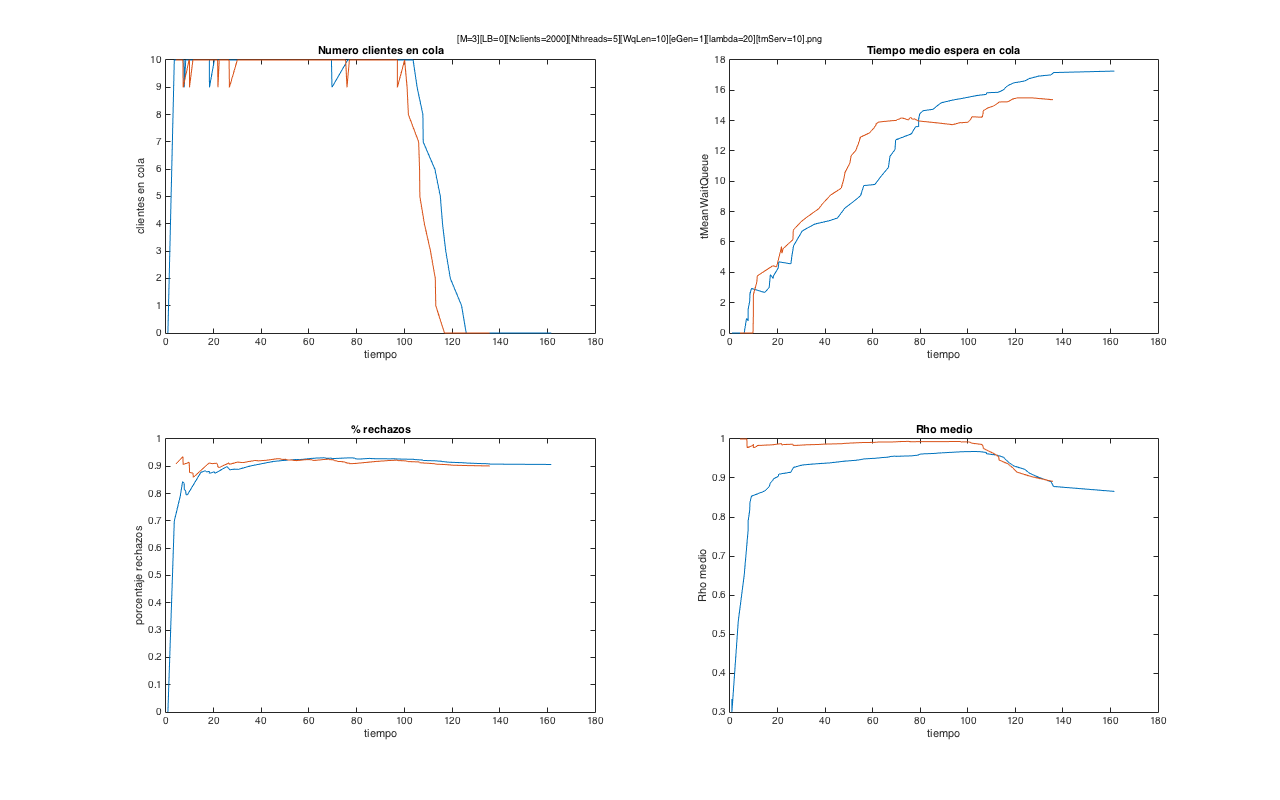 [M=3][LB=0][Nclients=2000][Nthreads=5][WqLen=10][eGen=1][lambda=20][tmServ=10].png
Numero clientes en cola
clientes en cola
10
9
8
7
6
5
4
3
2
1
0
0 20 40 60 80 100 120 140 160 180
tiempo
Tiempo medio espera en cola
tMeanWaitQueue
18
16
14
12
10
8
6
4
2
0
0 20 40 60 80 100 120 140 160 180
tiempo
% rechazos
porcentaje rechazos
1
0.9
0.8
0.7
0.6
0.5
0.4
0.3
0.2
0.1
0
0 20 40 60 80 100 120 140 160 180
tiempo
Rho medio
Rho medio
1
0.9
0.8
0.7
0.6
0.5
0.4
0.3
0 20 40 60 80 100 120 140 160 180
tiempo